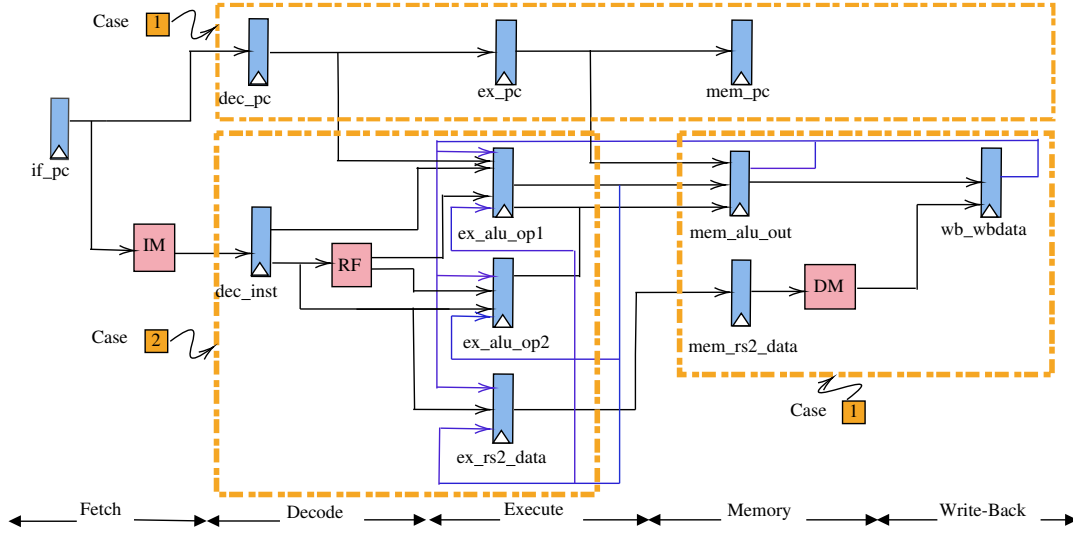 Case 1
dec_pc
ex_pc
mem_pc
if_pc
IM
dec_inst
RF
ex_alu_op1
mem_alu_out
wb_wbdata
ex_alu_op2
DM
mem_rs2_data
Case 2
ex_rs2_data
Case 1
Fetch
Decode
Execute
Memory
Write-Back